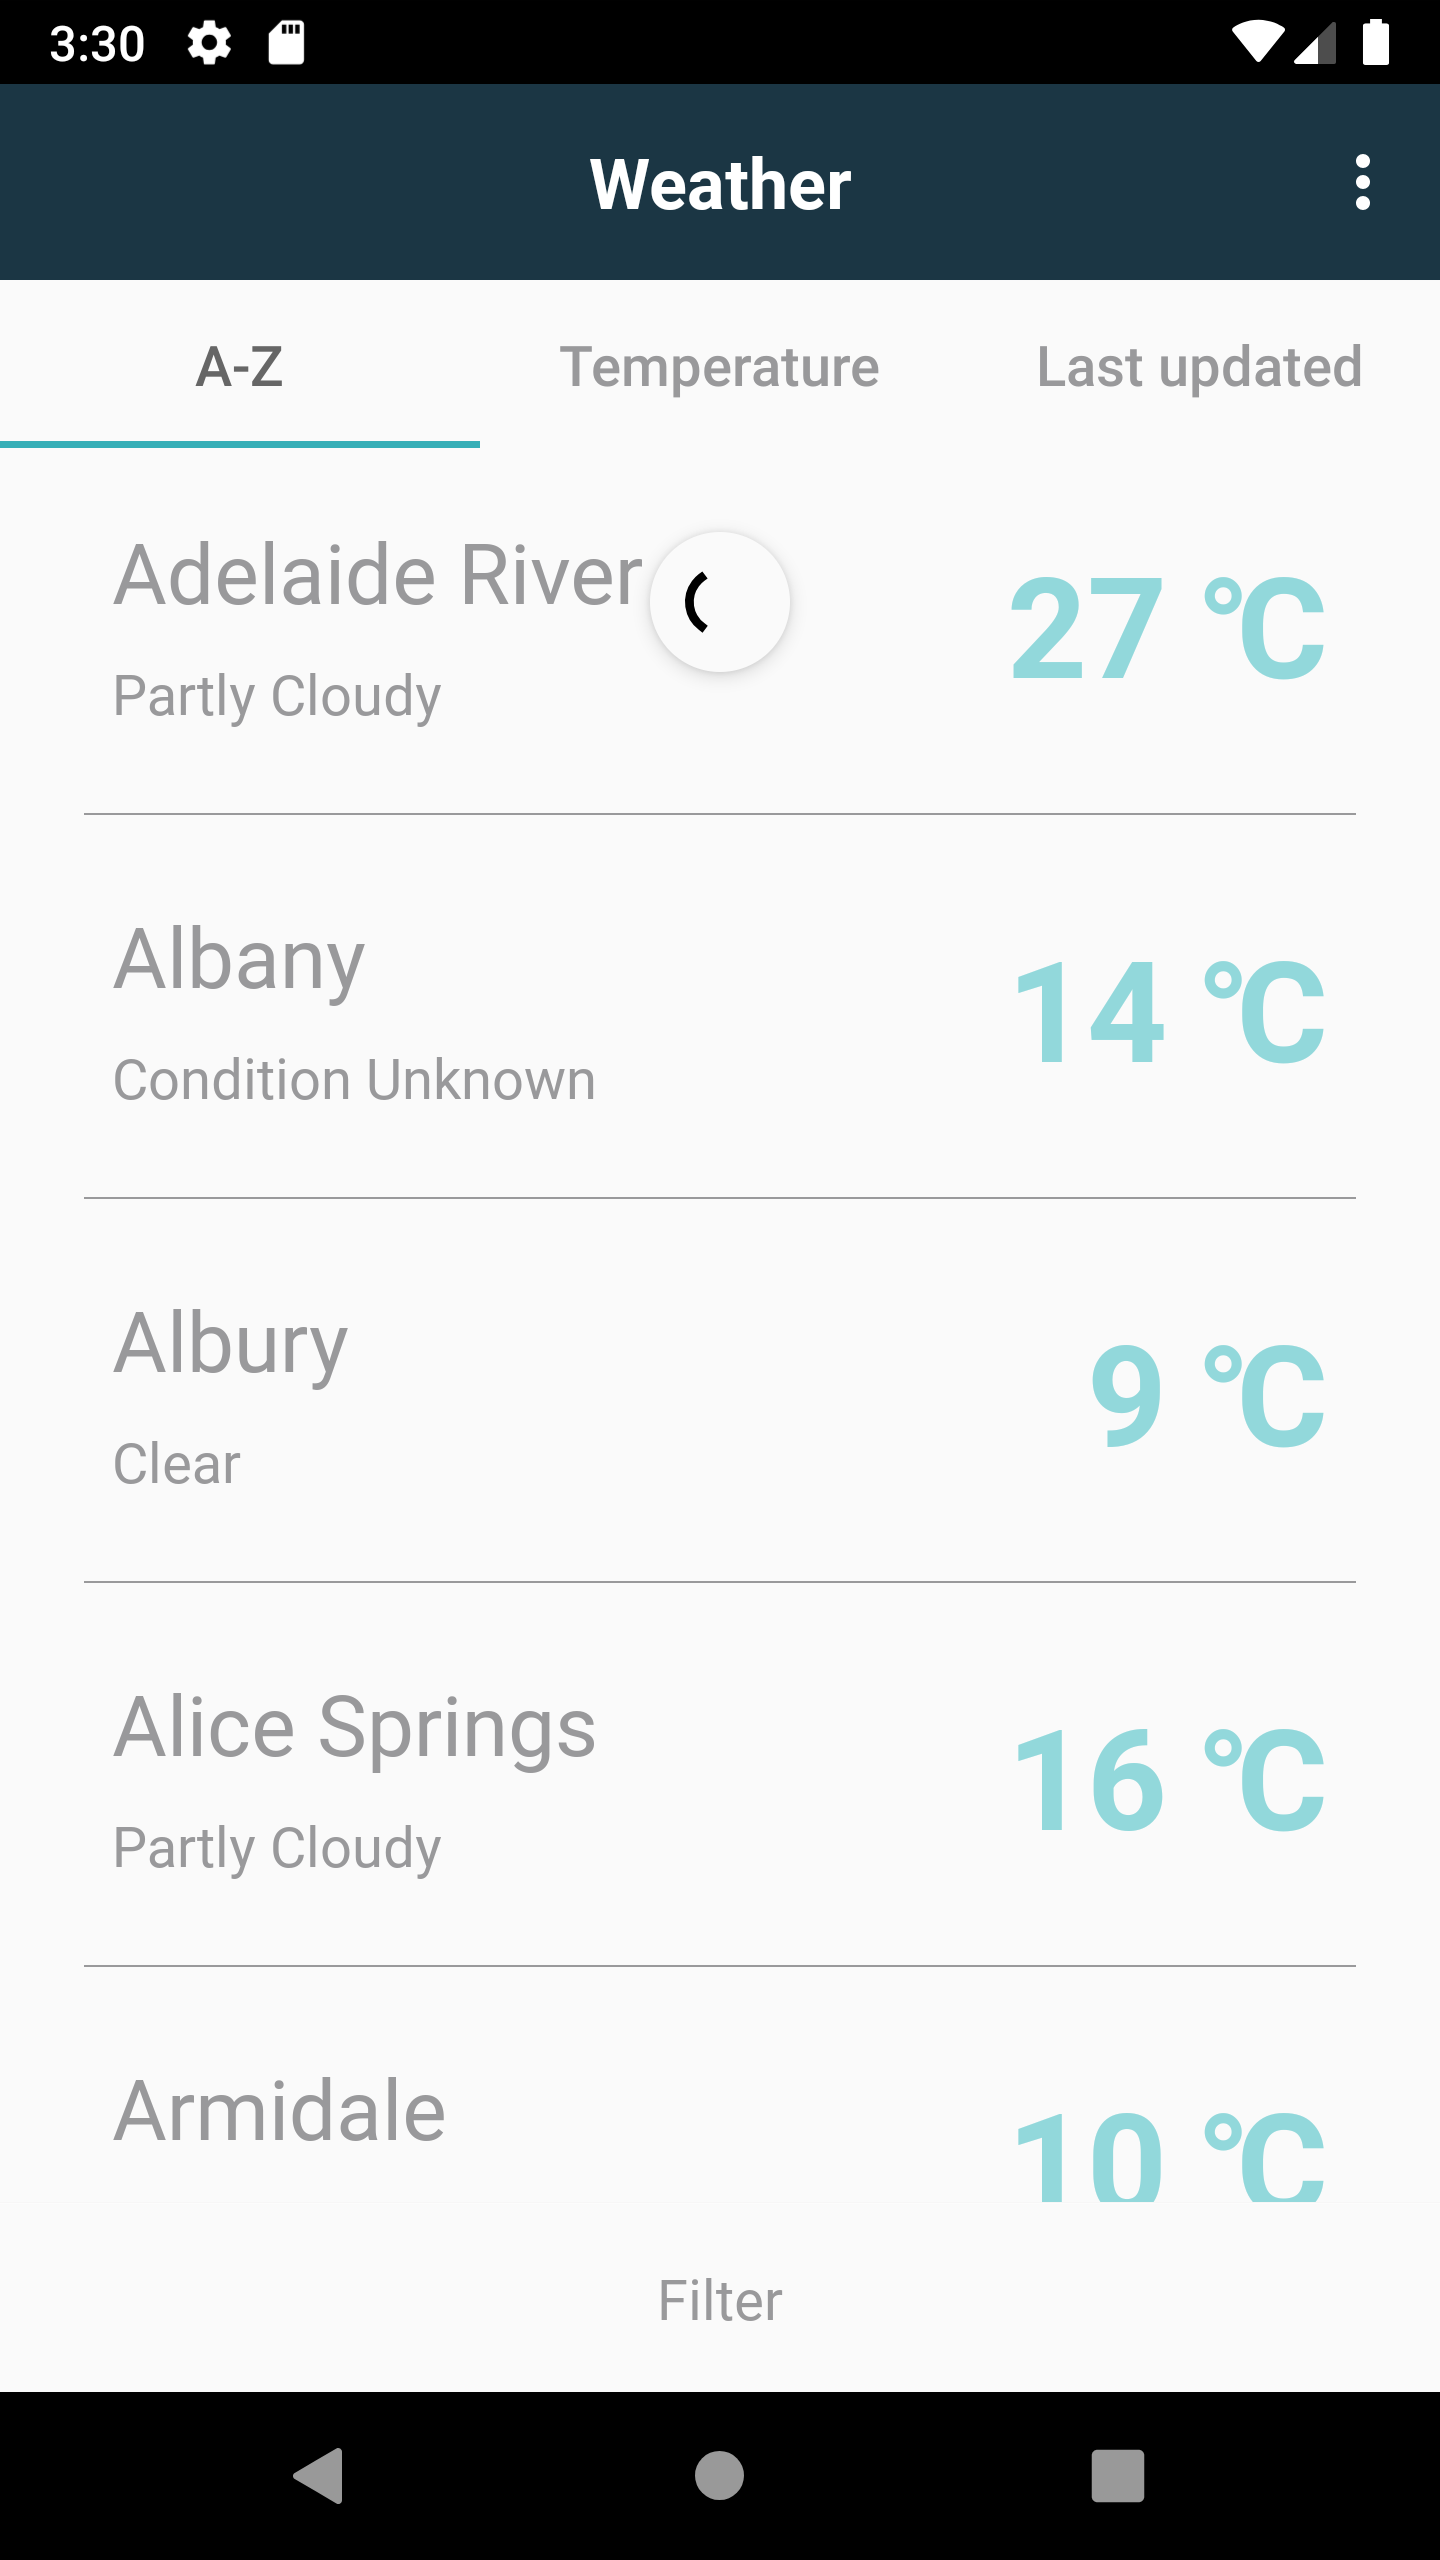 3:30
Weather
A-Z Temperature Last updated
Adelaide River
27 °C
Partly Cloudy
Albany
14 °C
Condition Unknown
Albury
9 °C
Clear
Alice Springs
16 °C
Partly Cloudy
Armidale
10 °C
Filter